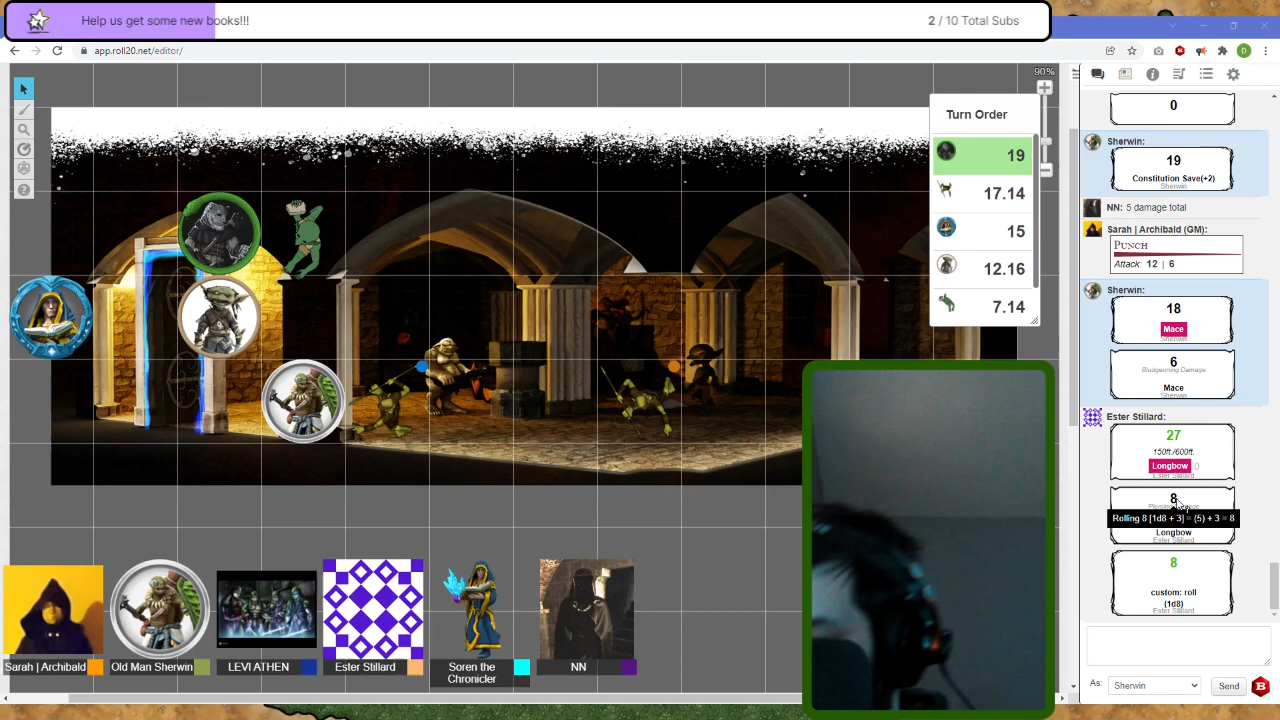 Help us get some new books!!!
2 / 10 Total Subs
app.roll20.net/editor/
D
90%
Turn Order
19
17.14
15
12.16
7.14
0
Sherwin:
19
Constitution Save(+2)
Sherwin
NN: 5 damage total
Sarah | Archibald (GM):
PUNCH
Attack: 12 | 6
Sherwin:
18
Mace
Sherwin
6
Bludgeoning Damage
Mace
Sherwin
Ester Stillard:
27
150ft./600ft.
Longbow ()
Ester Stillard
8
Rolling 8 [1d8 + 3] = (5) + 3 = 8
Longbow
Ester Stillard
8
custom: roll
(1d8)
Ester Stillard
Sarah | Archibald
Old Man Sherwin
LEVI ATHEN
Ester Stillard
Soren the
Chronicler
NN
As:
Sherwin
Send
B